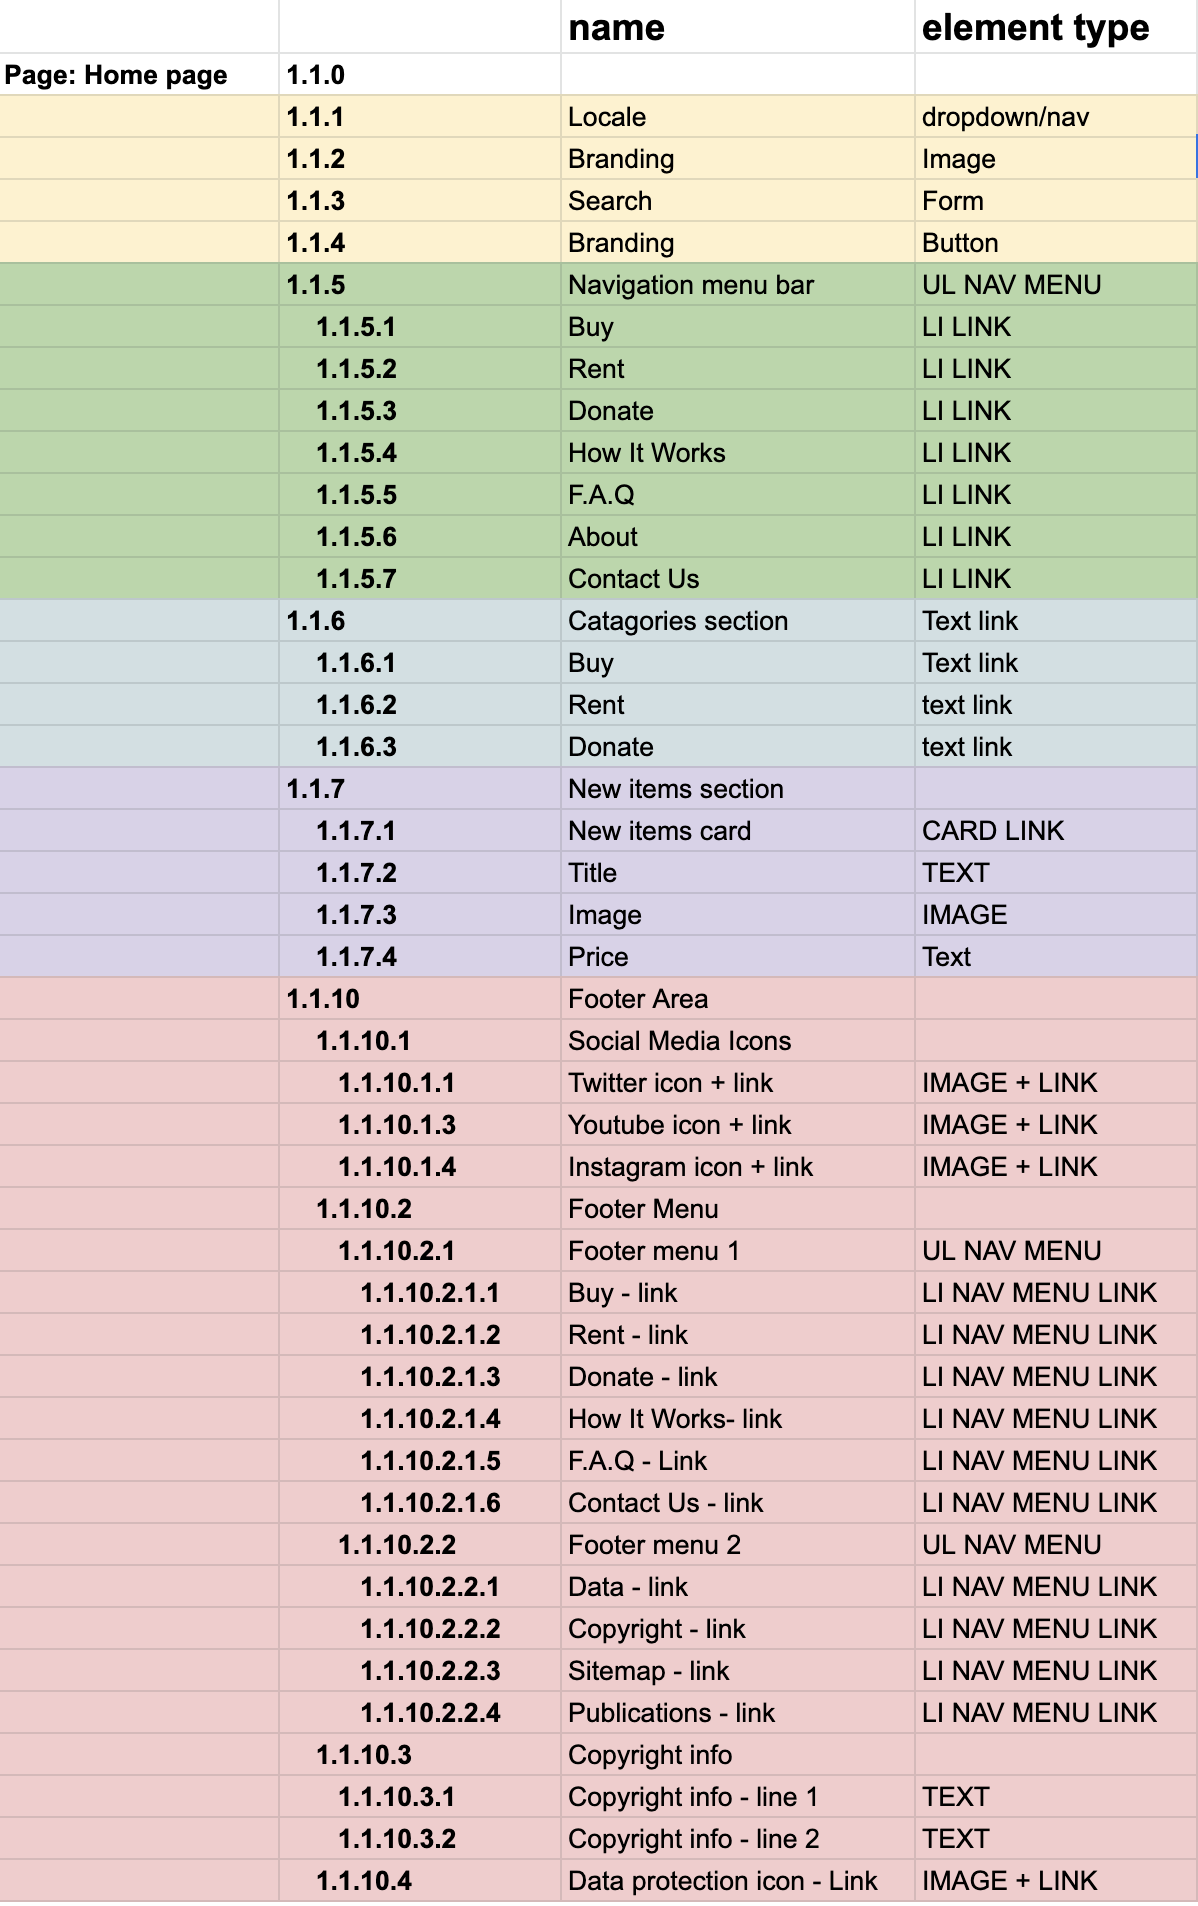 name element type
Page: Home page 1.1.0
1.1.1 Locale dropdown/nav
1.1.2 Branding Image
1.1.3 Search Form
1.1.4 Branding Button
1.1.5 Navigation menu bar UL NAV MENU
1.1.5.1 Buy LI LINK
1.1.5.2 Rent LI LINK
1.1.5.3 Donate LI LINK
1.1.5.4 How It Works LI LINK
1.1.5.5 F.A.Q LI LINK
1.1.5.6 About LI LINK
1.1.5.7 Contact Us LI LINK
1.1.6 Catagories section Text link
1.1.6.1 Buy Text link
1.1.6.2 Rent text link
1.1.6.3 Donate text link
1.1.7 New items section
1.1.7.1 New items card CARD LINK
1.1.7.2 Title TEXT
1.1.7.3 Image IMAGE
1.1.7.4 Price Text
1.1.10 Footer Area
1.1.10.1 Social Media Icons
1.1.10.1.1 Twitter icon + link IMAGE + LINK
1.1.10.1.3 Youtube icon + link IMAGE + LINK
1.1.10.1.4 Instagram icon + link IMAGE + LINK
1.1.10.2 Footer Menu
1.1.10.2.1 Footer menu 1 UL NAV MENU
1.1.10.2.1.1 Buy - link LI NAV MENU LINK
1.1.10.2.1.2 Rent - link LI NAV MENU LINK
1.1.10.2.1.3 Donate - link LI NAV MENU LINK
1.1.10.2.1.4 How It Works- link LI NAV MENU LINK
1.1.10.2.1.5 F.A.Q - Link LI NAV MENU LINK
1.1.10.2.1.6 Contact Us - link LI NAV MENU LINK
1.1.10.2.2 Footer menu 2 UL NAV MENU
1.1.10.2.2.1 Data - link LI NAV MENU LINK
1.1.10.2.2.2 Copyright - link LI NAV MENU LINK
1.1.10.2.2.3 Sitemap - link LI NAV MENU LINK
1.1.10.2.2.4 Publications - link LI NAV MENU LINK
1.1.10.3 Copyright info
1.1.10.3.1 Copyright info - line 1 TEXT
1.1.10.3.2 Copyright info - line 2 TEXT
1.1.10.4 Data protection icon - Link IMAGE + LINK